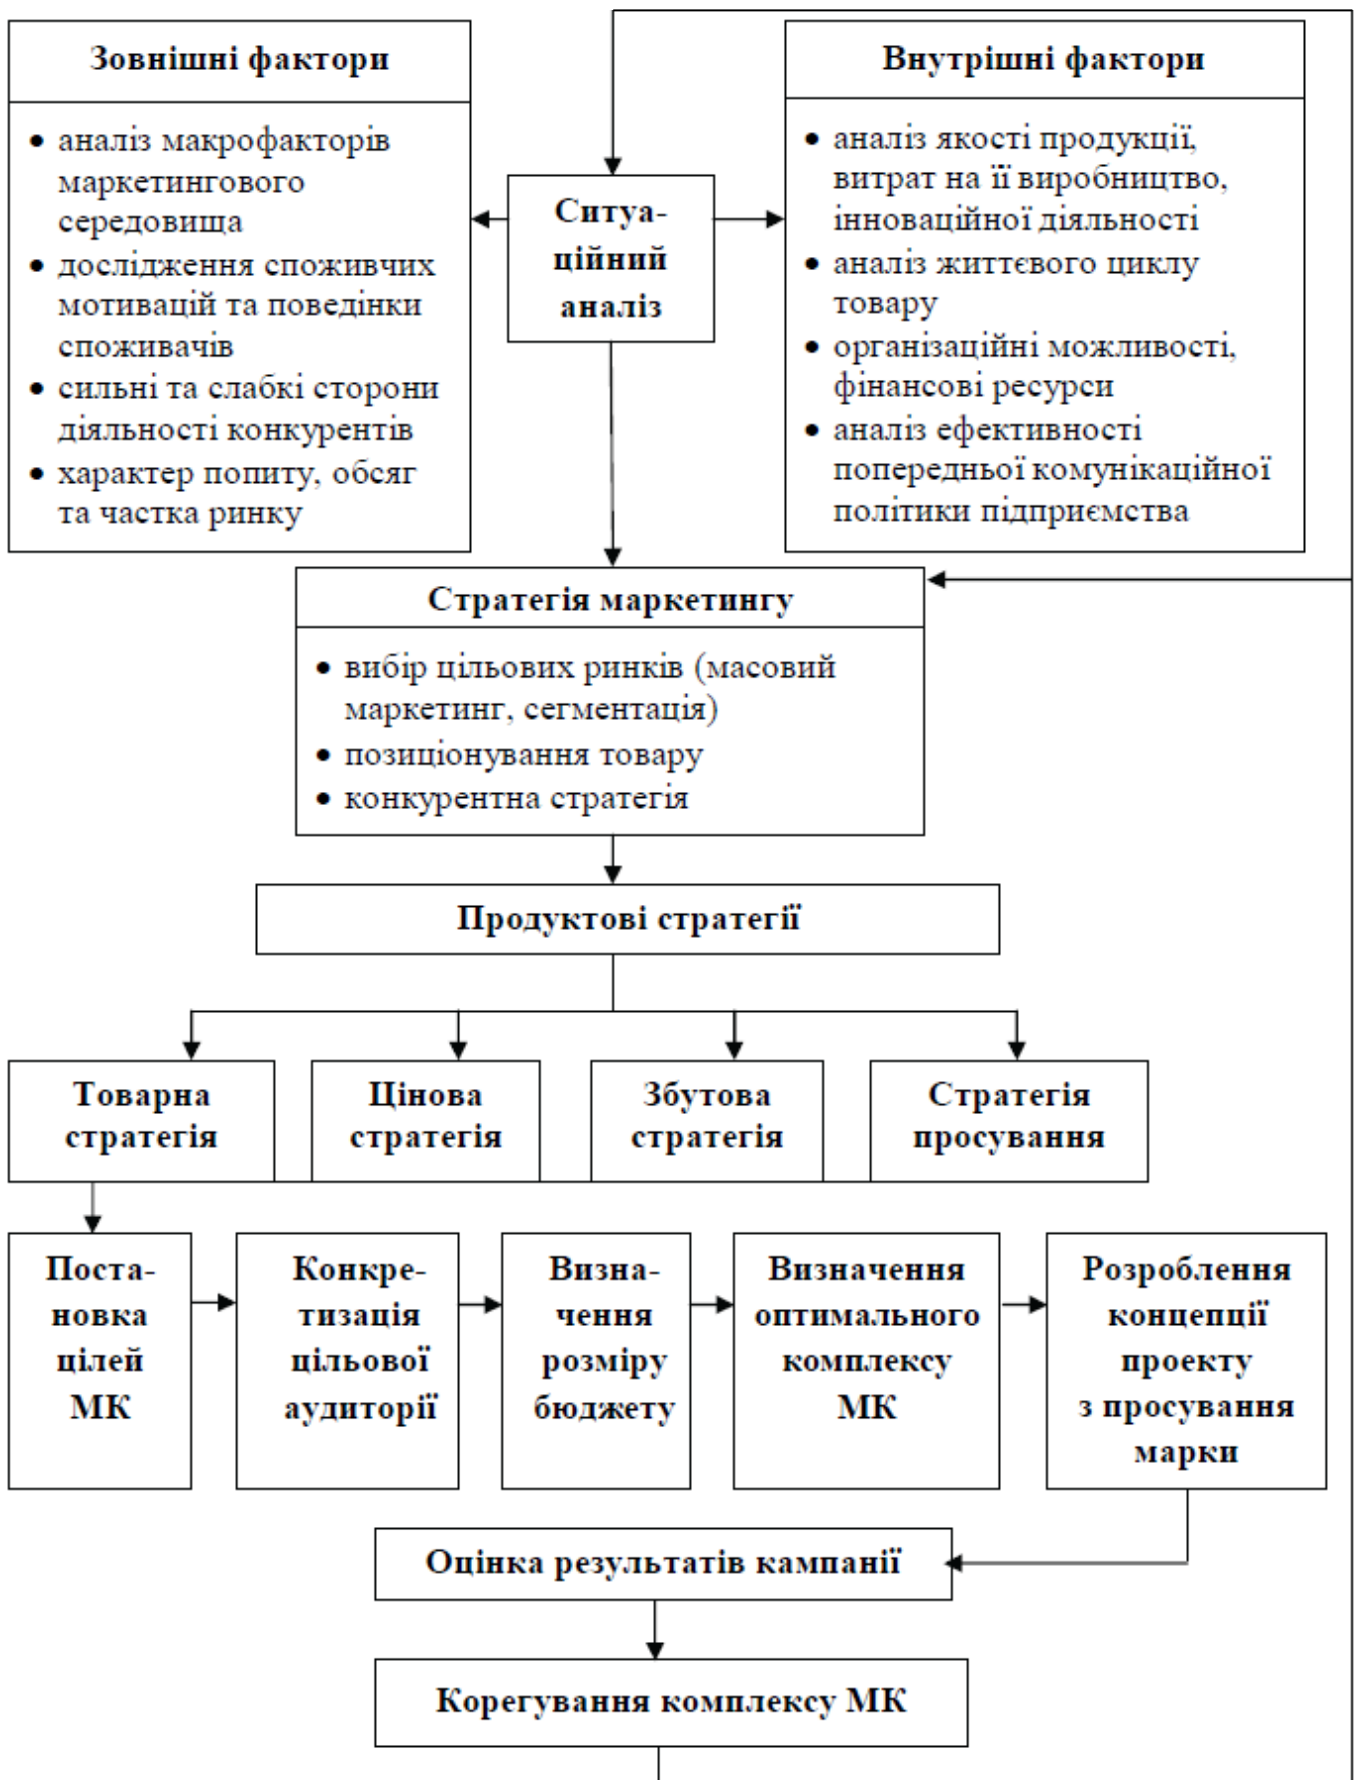 Зовнішні фактори
• аналіз макрофакторів
маркетингового
середовища
• дослідження споживчих
мотивацій та поведінки
споживачів
• сильні та слабкі сторони
діяльності конкурентів
• характер попиту, обсяг
та частка ринку
Ситуа-
ційний
аналіз
Внутрішні фактори
• аналіз якості продукції,
витрат на її виробництво,
інноваційної діяльності
• аналіз життєвого циклу
товару
• організаційні можливості,
фінансові ресурси
• аналіз ефективності
попередньої комунікаційної
політики підприємства
Стратегія маркетингу
• вибір цільових ринків (масовий
маркетинг, сегментація)
• позиціонування товару
• конкурентна стратегія
Продуктові стратегії
Товарна
стратегія
Цінова
стратегія
Збутова
стратегія
Стратегія
просування
Поста-
новка
цілей
МК
Конкре-
тизація
цільової
аудиторії
Визна-
чення
розміру
бюджету
Визначення
оптимального
комплексу
МК
Розроблення
концепції
проекту
з просування
марки
Оцінка результатів кампанії
Корегування комплексу МК